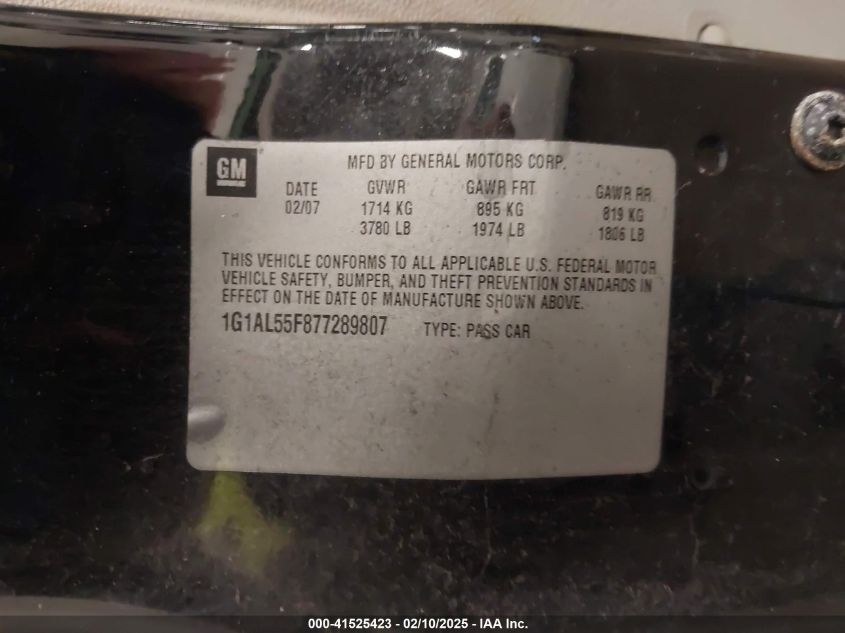 GM
MFD BY GENERAL MOTORS CORP.
DATE GVWR GAWR FRT GAWR RR
02/07 1714 KG 895 KG 819 KG
3780 LB 1974 LB 1806 LB
THIS VEHICLE CONFORMS TO ALL APPLICABLE U.S. FEDERAL MOTOR
VEHICLE SAFETY, BUMPER, AND THEFT PREVENTION STANDARDS IN
EFFECT ON THE DATE OF MANUFACTURE SHOWN ABOVE.
1G1AL55F877289807 TYPE: PASS CAR
000-41525423 - 02/10/2025 - IAA Inc.